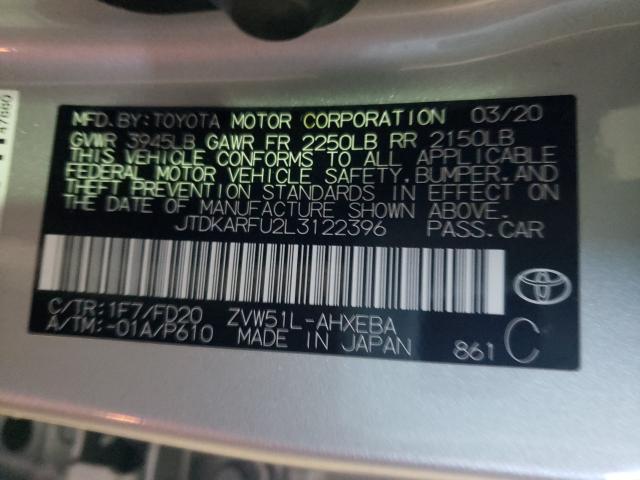 MFD. BY: TOYOTA MOTOR CORPORATION 03/20
GVWR 3945LB GAWR FR 2250LB RR 2150LB
THIS VEHICLE CONFORMS TO ALL APPLICABLE
FEDERAL MOTOR VEHICLE SAFETY, BUMPER, AND
THEFT PREVENTION STANDARDS IN EFFECT ON
THE DATE OF MANUFACTURE SHOWN ABOVE.
JTDKARFU2L3122396 PASS.CAR
C/TR: 1F7/FD20 ZVW51L-AHXEBA
A/TM: -01A/P610 MADE IN JAPAN 861 C